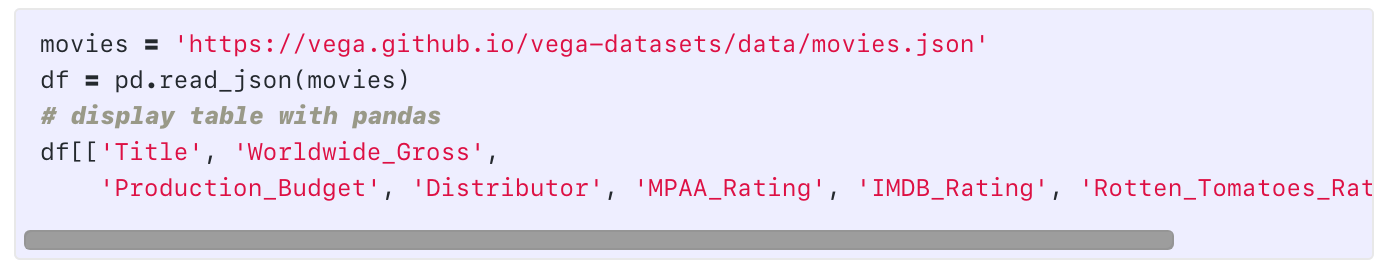 movies = 'https://vega.github.io/vega-datasets/data/movies.json'
df = pd.read_json(movies)
# display table with pandas
df[['Title', 'Worldwide_Gross',
    'Production_Budget', 'Distributor', 'MPAA_Rating', 'IMDB_Rating', 'Rotten_Tomatoes_Rat